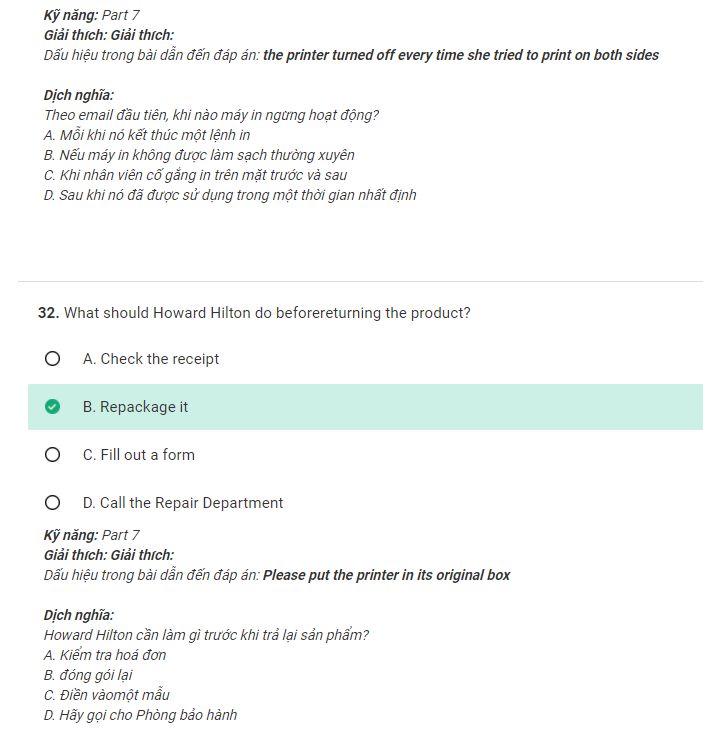 Kỹ năng: Part 7
Giải thích: Giải thích:
Dấu hiệu trong bài dẫn đến đáp án: the printer turned off every time she tried to print on both sides
Dịch nghĩa:
Theo email đầu tiên, khi nào máy in ngừng hoạt động?
A. Mỗi khi nó kết thúc một lệnh in
B. Nếu máy in không được làm sạch thường xuyên
C. Khi nhân viên cố gắng in trên mặt trước và sau
D. Sau khi nó đã được sử dụng trong một thời gian nhất định
32. What should Howard Hilton do beforereturning the product?
A. Check the receipt
B. Repackage it
C. Fill out a form
D. Call the Repair Department
Kỹ năng: Part 7
Giải thích: Giải thích:
Dấu hiệu trong bài dẫn đến đáp án: Please put the printer in its original box
Dịch nghĩa:
Howard Hilton cần làm gì trước khi trả lại sản phẩm?
A. Kiểm tra hoá đơn
B. đóng gói lại
C. Điền vàomột mẫu
D. Hãy gọi cho Phòng bảo hành